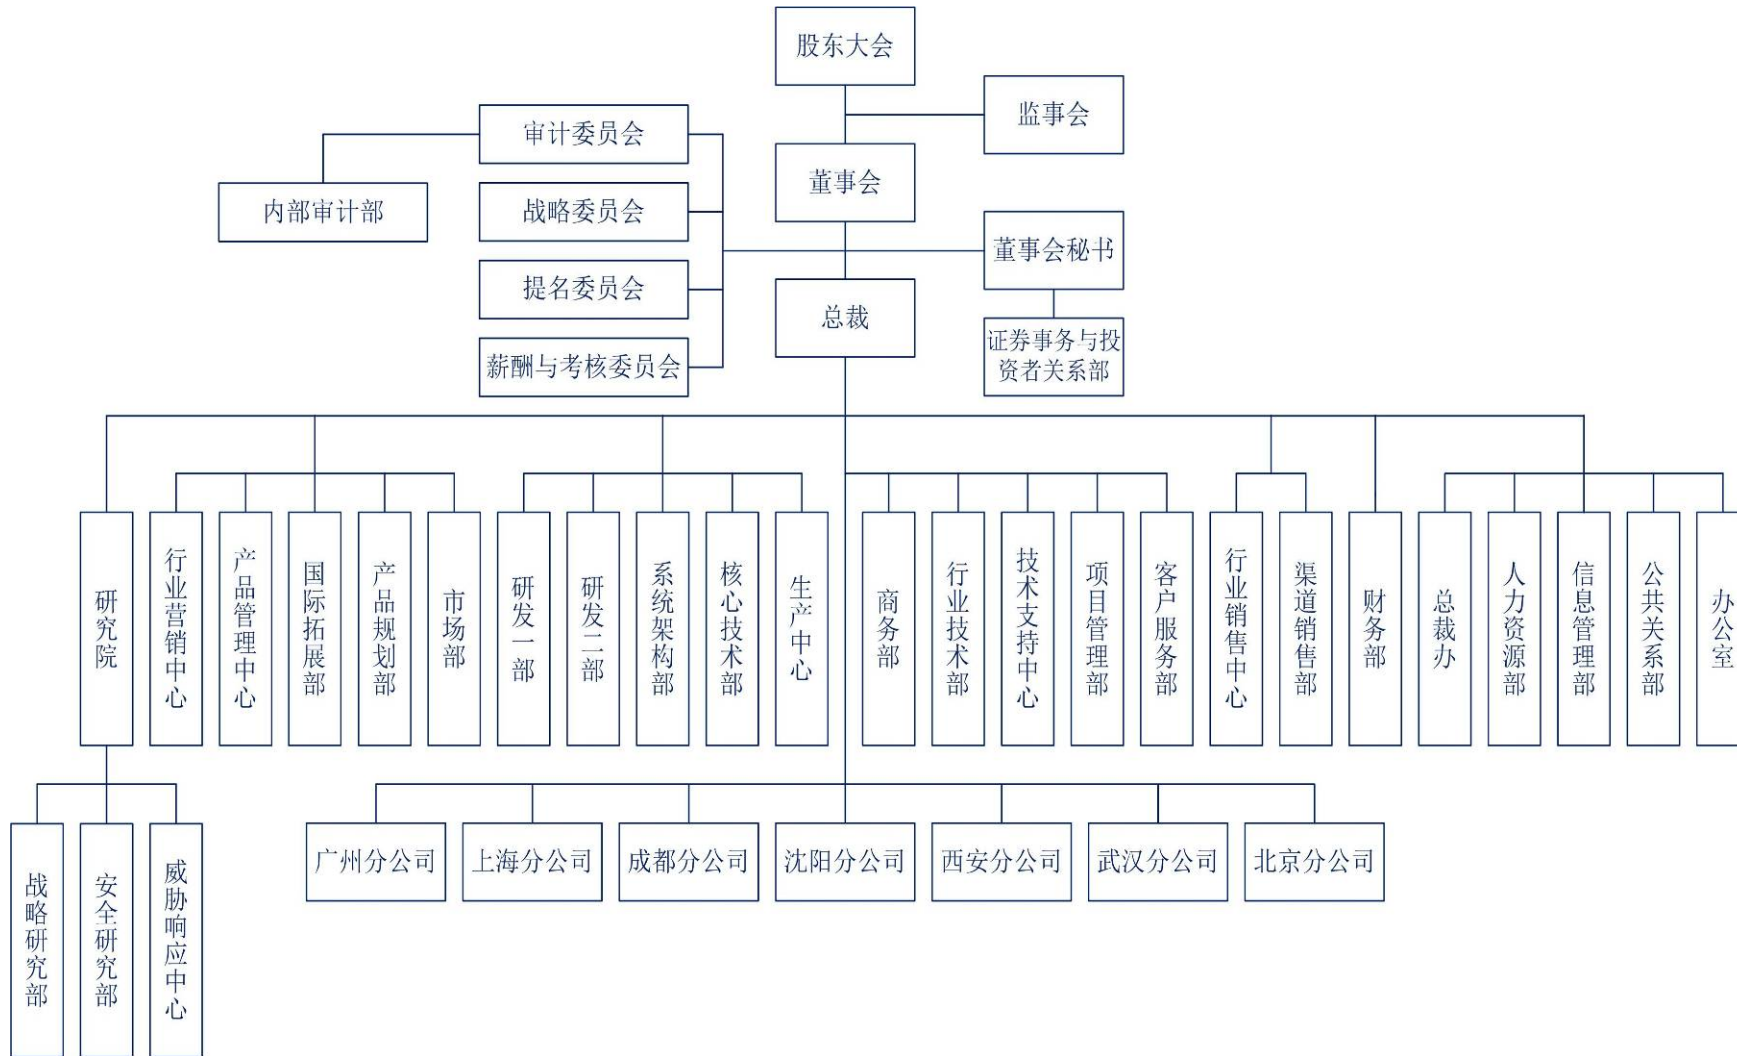 股东大会
监事会
审计委员会
董事会
内部审计部
战略委员会
董事会秘书
提名委员会
总裁
证券事务与投
资者关系部
薪酬与考核委员会
研究院
行业营销中心
产品管理中心
国际拓展部
产品规划部
市场部
研发一部
研发二部
系统架构部
核心技术部
生产中心
商务部
行业技术部
技术支持中心
项目管理部
客户服务部
行业销售中心
渠道销售部
财务部
总裁办
人力资源部
信息管理部
公共关系部
办公室
广州分公司
上海分公司
成都分公司
沈阳分公司
西安分公司
武汉分公司
北京分公司
战略研究部
安全研究部
威胁响应中心